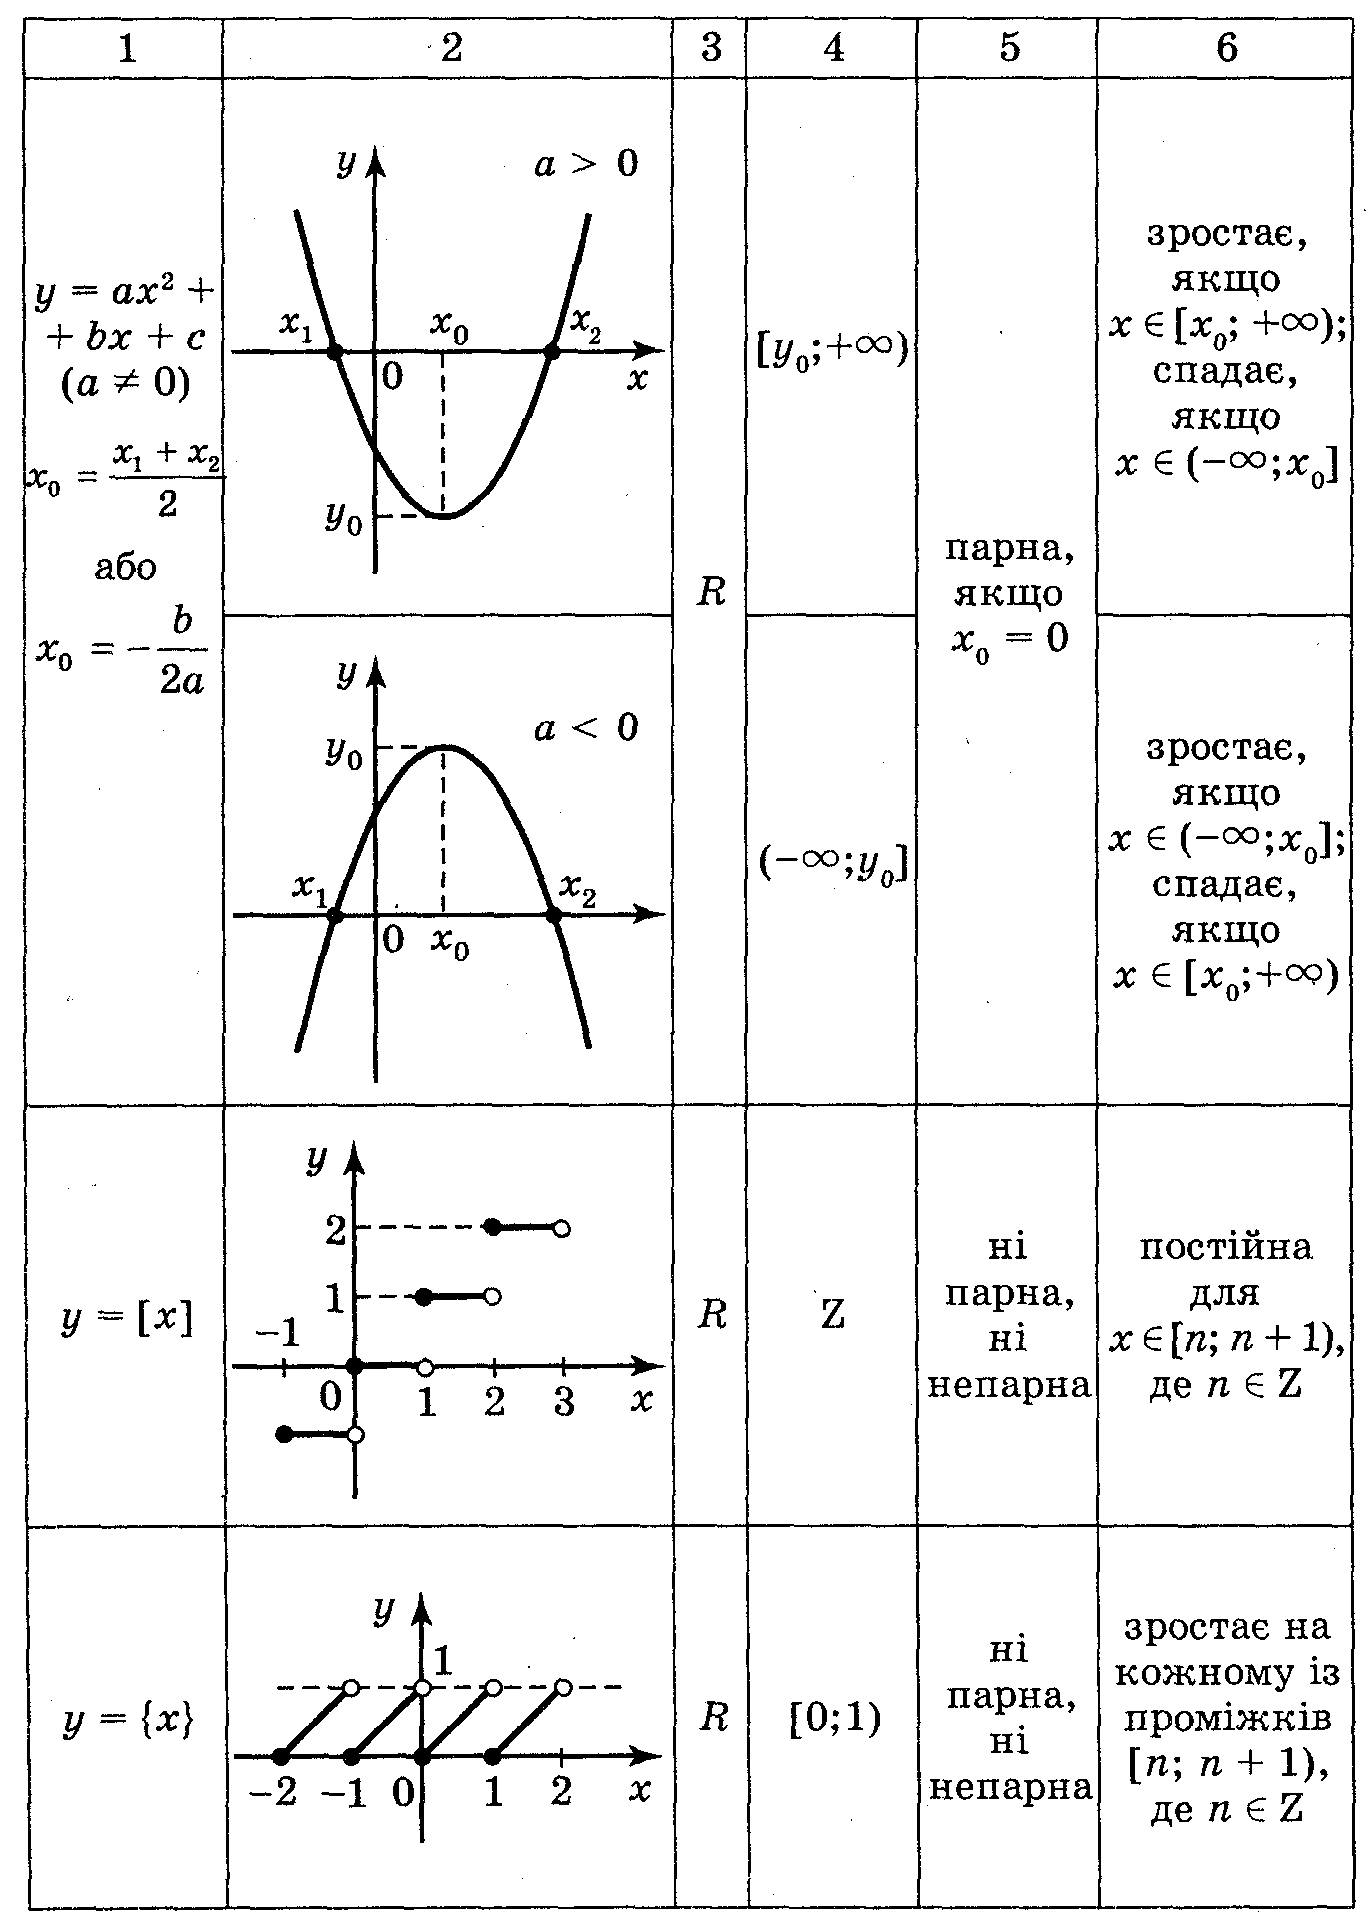 1 2 3 4 5 6
y = ax² +
+ bx + c
(a ≠ 0)
x₀ = (x₁ + x₂)/2
або
x₀ = -b/2a
y
a > 0
x₁ x₀ x₂
0 x
y₀
y
a < 0
y₀
x₁ x₂
0 x₀
R
[y₀;+∞)
(-∞;y₀]
парна,
якщо
x₀ = 0
зростає,
якщо
x ∈ [x₀; +∞);
спадає,
якщо
x ∈ (-∞;x₀]
зростає,
якщо
x ∈ (-∞;x₀];
спадає,
якщо
x ∈ [x₀;+∞)
y = [x]
y
2
1
-1
0 1 2 3 x
R
Z
ні
парна,
ні
непарна
постійна
для
x ∈ [n; n + 1),
де n ∈ Z
y = {x}
y
1
-2 -1 0 1 2 x
R
[0;1)
ні
парна,
ні
непарна
зростає на
кожному із
проміжків
[n; n + 1),
де n ∈ Z